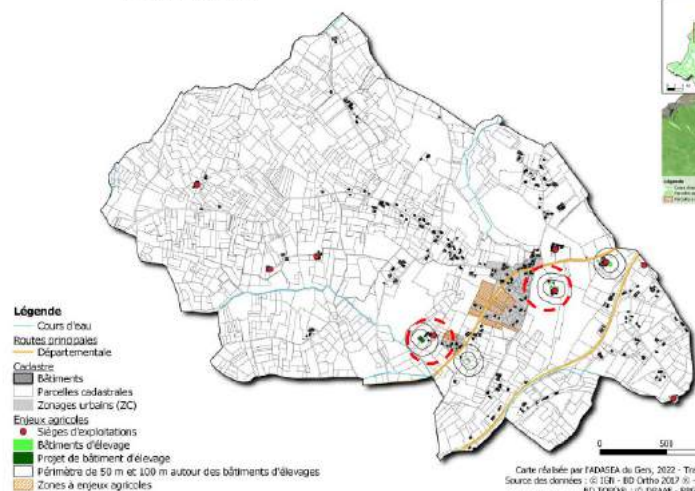 Légende
Cours d'eau
Routes principales
Départementale
Cadastre
Bâtiments
Parcelles cadastrales
Zonages urbains (ZC)
Enjeux agricoles
Sièges d'exploitations
Bâtiments d'élevage
Projet de bâtiment d'élevage
Périmètre de 50 m et 100 m autour des bâtiments d'élevages
Zones à enjeux agricoles
Légende
0 500
Carte réalisée par l'ADASEA du Gers, 2022 - Tra
Source des données : © IGN - BD Ortho 2017 ® -